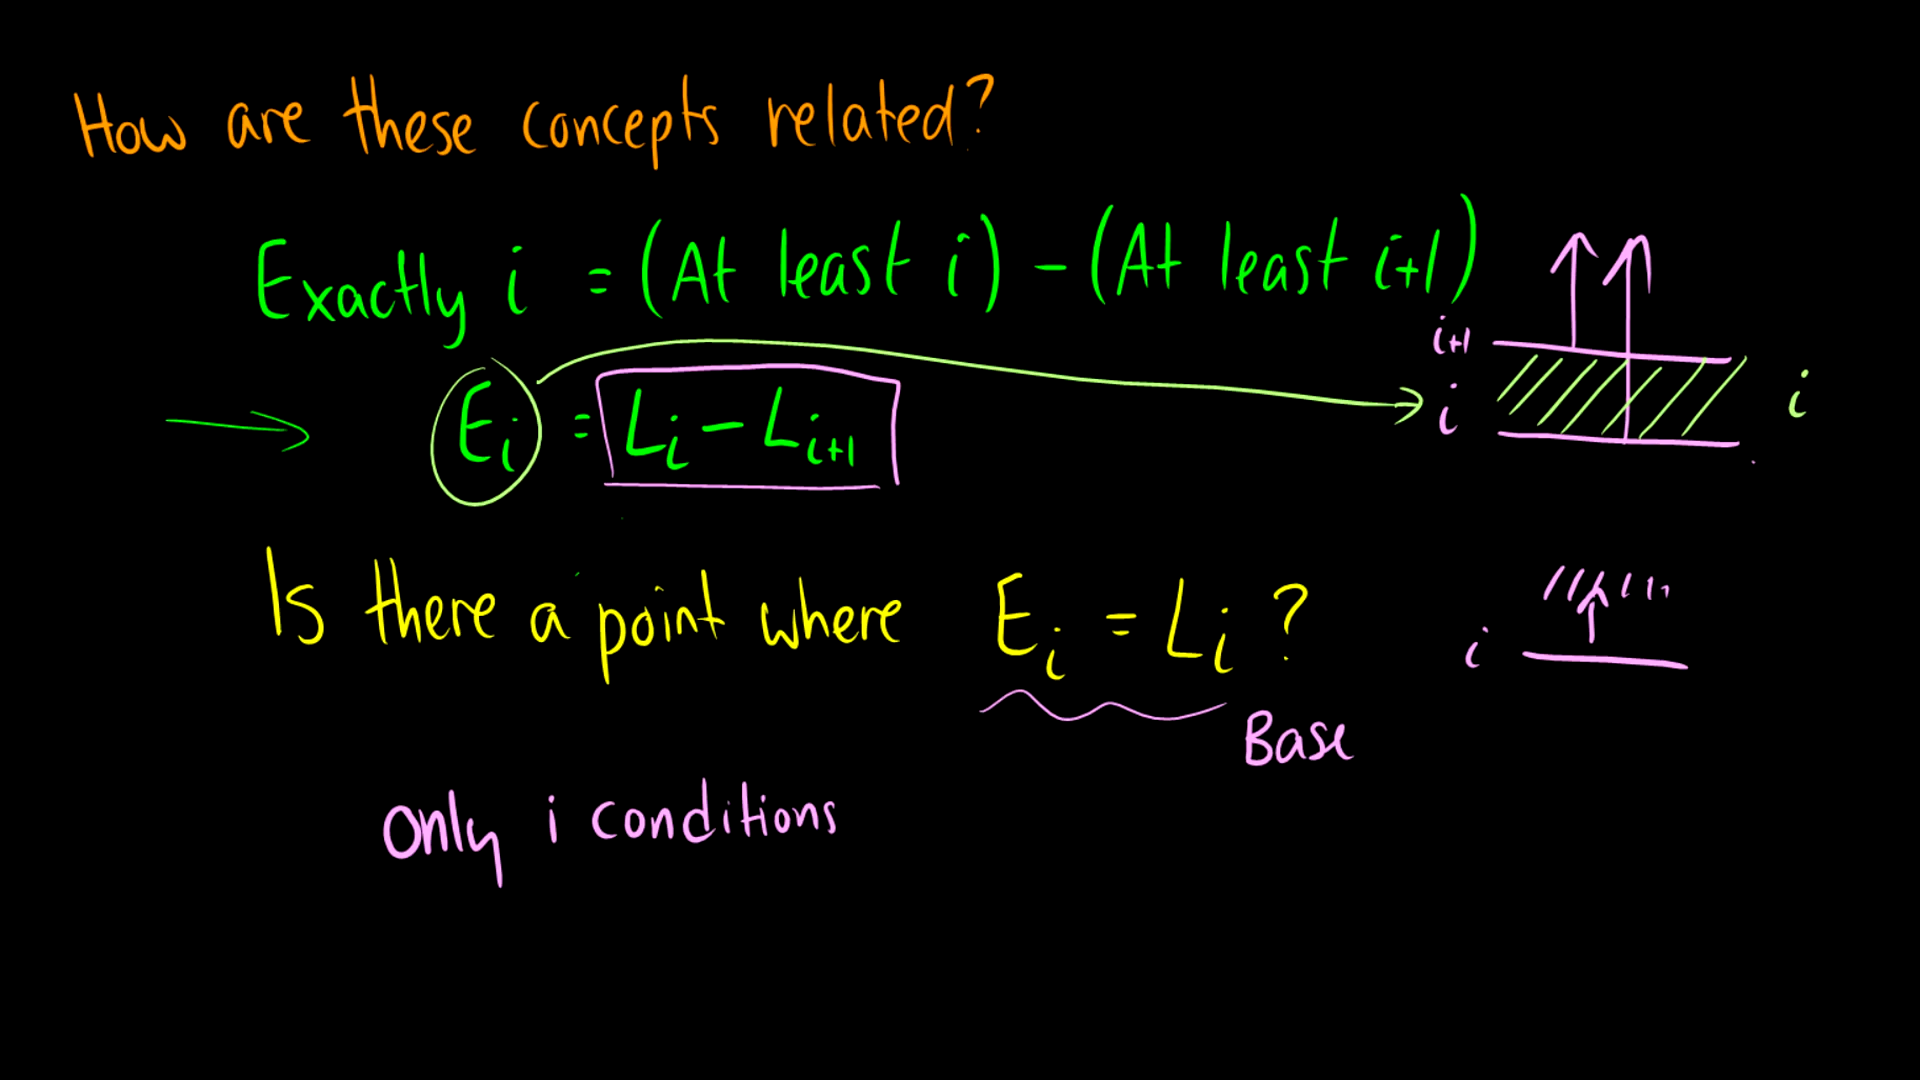 How are these concepts related?
Exactly i = (At least i) - (At least i+1)
i+1
E_i = L_i - L_{i+1}
i
i
Is there a point where E_i = L_i ?
i
Base
Only i conditions